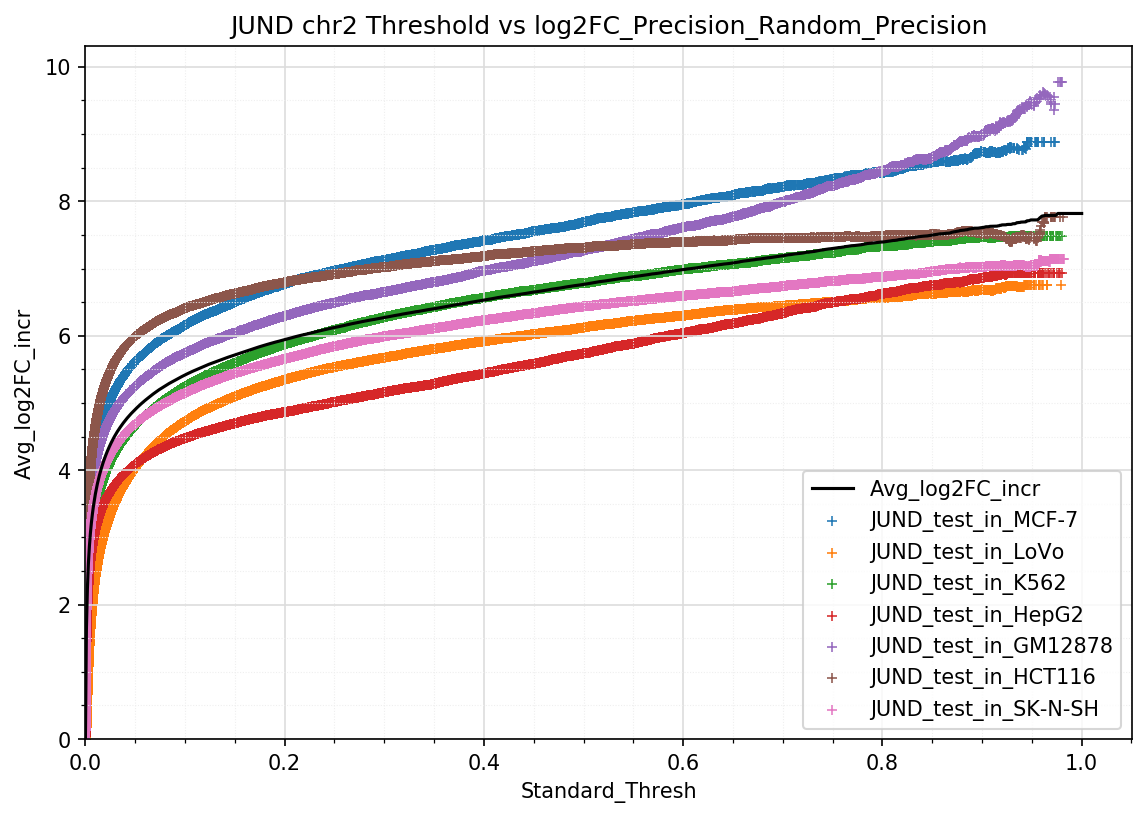 JUND chr2 Threshold vs log2FC_Precision_Random_Precision
Avg_log2FC_incr
10
8
6
4
2
0
0.0 0.2 0.4 0.6 0.8 1.0
Standard_Thresh
Avg_log2FC_incr
JUND_test_in_MCF-7
JUND_test_in_LoVo
JUND_test_in_K562
JUND_test_in_HepG2
JUND_test_in_GM12878
JUND_test_in_HCT116
JUND_test_in_SK-N-SH